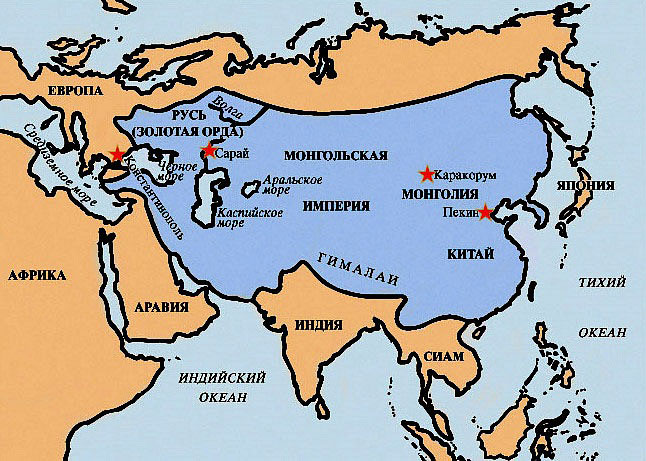 ЕВРОПА
Волга
РУСЬ
(ЗОЛОТАЯ ОРДА)
Средиземное море
Черное
море
Константинополь
Сарай
МОНГОЛЬСКАЯ
ИМПЕРИЯ
Аральское
море
Каспийское
море
Каракорум
МОНГОЛИЯ
Пекин
ЯПОНИЯ
КИТАЙ
ГИМАЛАИ
АФРИКА
АРАВИЯ
ИНДИЯ
СИАМ
ТИХИЙ
ОКЕАН
ИНДИЙСКИЙ
ОКЕАН